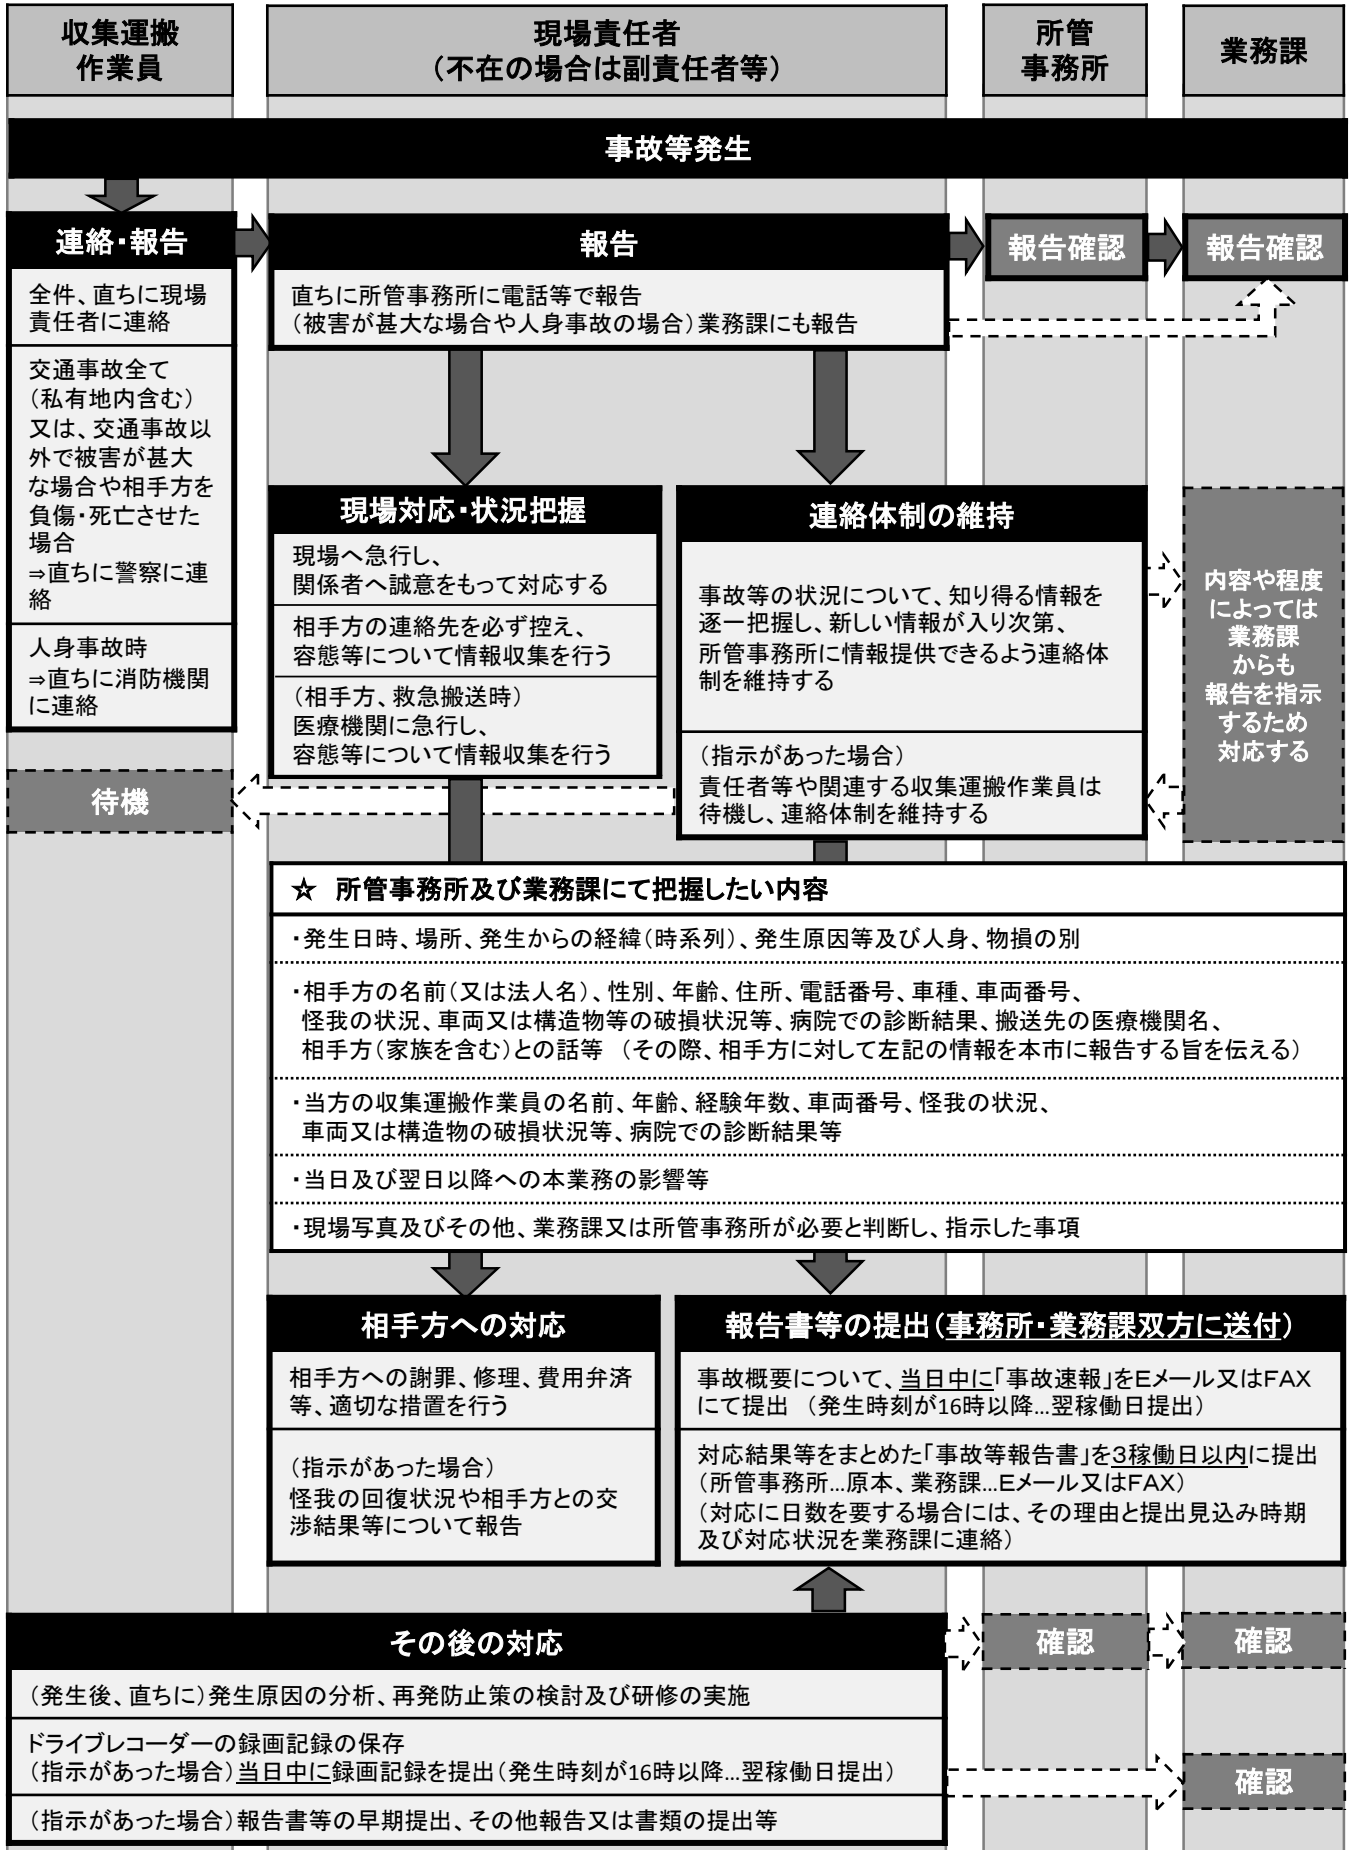 収集運搬
作業員
現場責任者
（不在の場合は副責任者等）
所管
事務所
業務課
事故等発生
連絡・報告
全件、直ちに現場
責任者に連絡
交通事故全て
（私有地内含む）
又は、交通事故以
外で被害が甚大
な場合や相手方を
負傷・死亡させた
場合
⇒直ちに警察に連
絡
人身事故時
⇒直ちに消防機関
に連絡
報告
直ちに所管事務所に電話等で報告
（被害が甚大な場合や人身事故の場合）業務課にも報告
報告確認
報告確認
現場対応・状況把握
現場へ急行し、
関係者へ誠意をもって対応する
相手方の連絡先を必ず控え、
容態等について情報収集を行う
（相手方、救急搬送時）
医療機関に急行し、
容態等について情報収集を行う
連絡体制の維持
事故等の状況について、知り得る情報を
逐一把握し、新しい情報が入り次第、
所管事務所に情報提供できるよう連絡体
制を維持する
（指示があった場合）
責任者等や関連する収集運搬作業員は
待機し、連絡体制を維持する
内容や程度
によっては
業務課
からも
報告を指示
するため
対応する
待機
☆　所管事務所及び業務課にて把握したい内容
・発生日時、場所、発生からの経緯（時系列）、発生原因等及び人身、物損の別
・相手方の名前（又は法人名）、性別、年齢、住所、電話番号、車種、車両番号、
怪我の状況、車両又は構造物等の破損状況等、病院での診断結果、搬送先の医療機関名、
相手方（家族を含む）との話等　（その際、相手方に対して左記の情報を本市に報告する旨を伝える）
・当方の収集運搬作業員の名前、年齢、経験年数、車両番号、怪我の状況、
車両又は構造物の破損状況等、病院での診断結果等
・当日及び翌日以降への本業務の影響等
・現場写真及びその他、業務課又は所管事務所が必要と判断し、指示した事項
相手方への対応
相手方への謝罪、修理、費用弁済
等、適切な措置を行う
（指示があった場合）
怪我の回復状況や相手方との交
渉結果等について報告
報告書等の提出（事務所・業務課双方に送付）
事故概要について、当日中に「事故速報」をEメール又はFAX
にて提出　（発生時刻が16時以降…翌稼働日提出）
対応結果等をまとめた「事故等報告書」を３稼働日以内に提出
（所管事務所…原本、業務課…Eメール又はFAX）
（対応に日数を要する場合には、その理由と提出見込み時期
及び対応状況を業務課に連絡）
その後の対応
（発生後、直ちに）発生原因の分析、再発防止策の検討及び研修の実施
ドライブレコーダーの録画記録の保存
（指示があった場合）当日中に録画記録を提出（発生時刻が16時以降…翌稼働日提出）
（指示があった場合）報告書等の早期提出、その他報告又は書類の提出等
確認
確認
確認